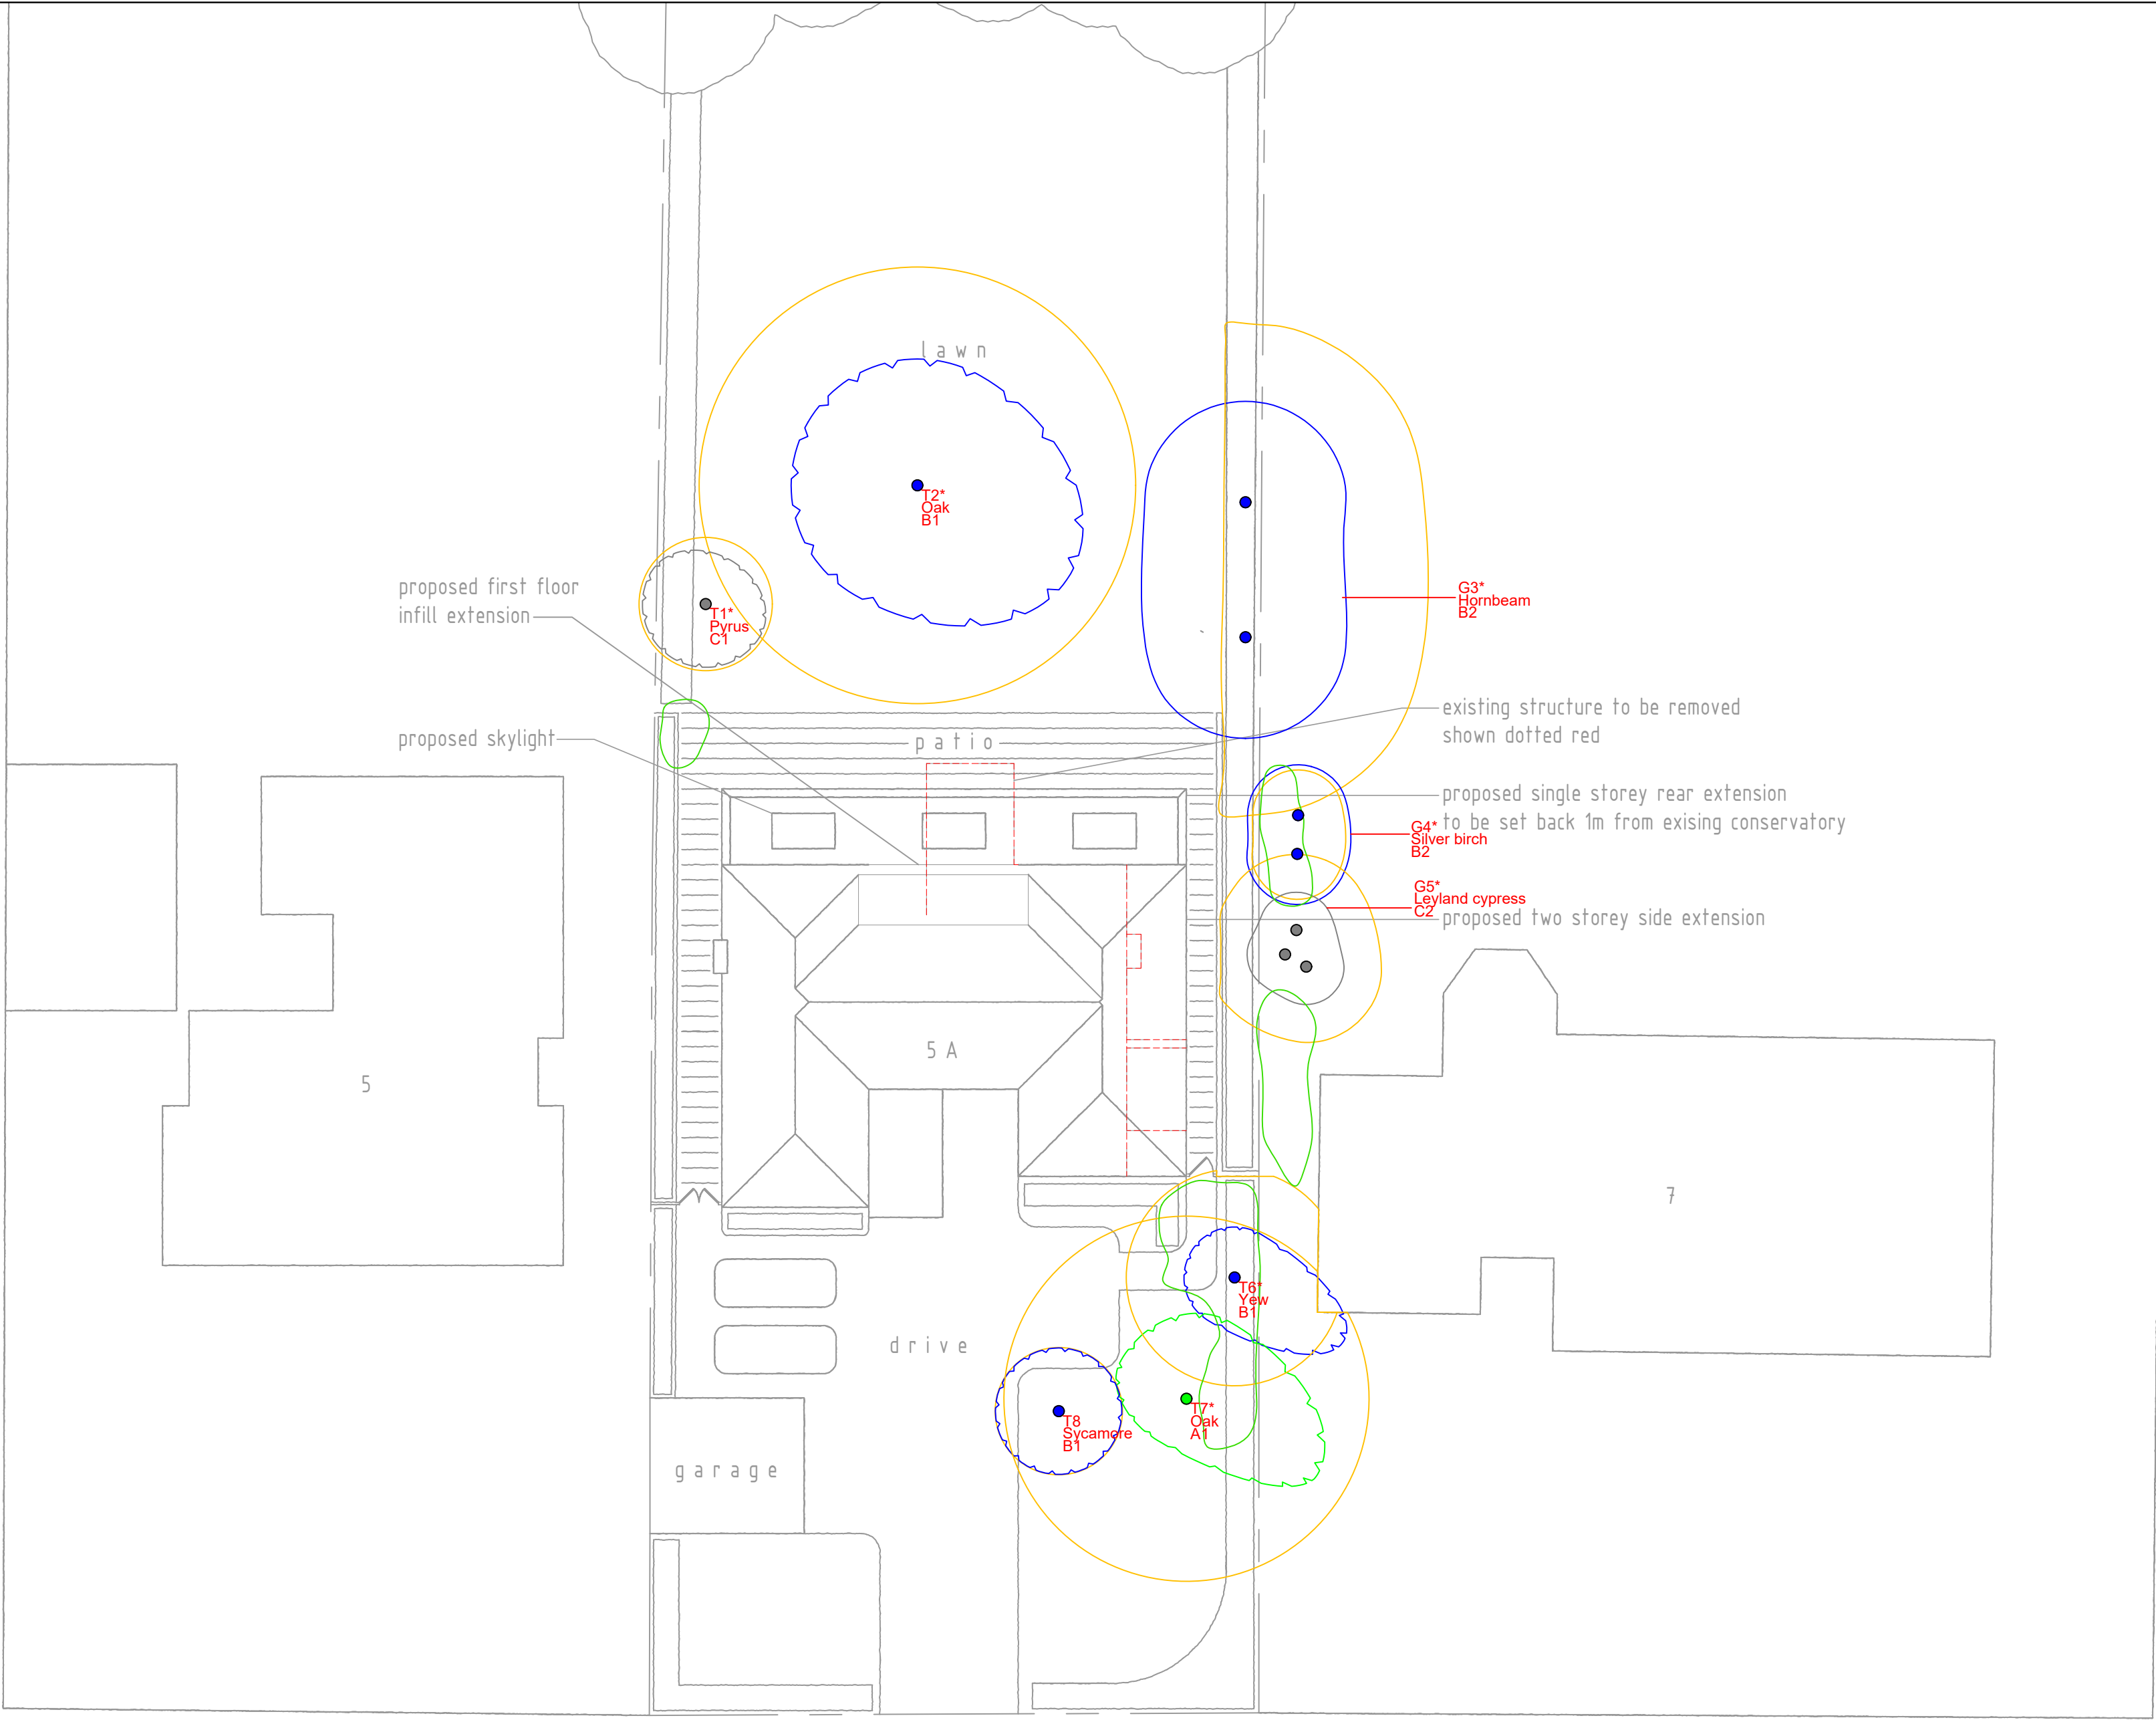 lawn
T2*
Oak
B1
proposed first floor
infill extension
T1*
Pyrus
C1
G3*
Hornbeam
B2
existing structure to be removed
shown dotted red
proposed skylight
patio
proposed single storey rear extension
to be set back 1m from exising conservatory
G4*
Silver birch
B2
G5*
Leyland cypress
C2
proposed two storey side extension
5A
5
7
T6*
Yew
B1
drive
T7*
Oak
A1
T8
Sycamore
B1
garage